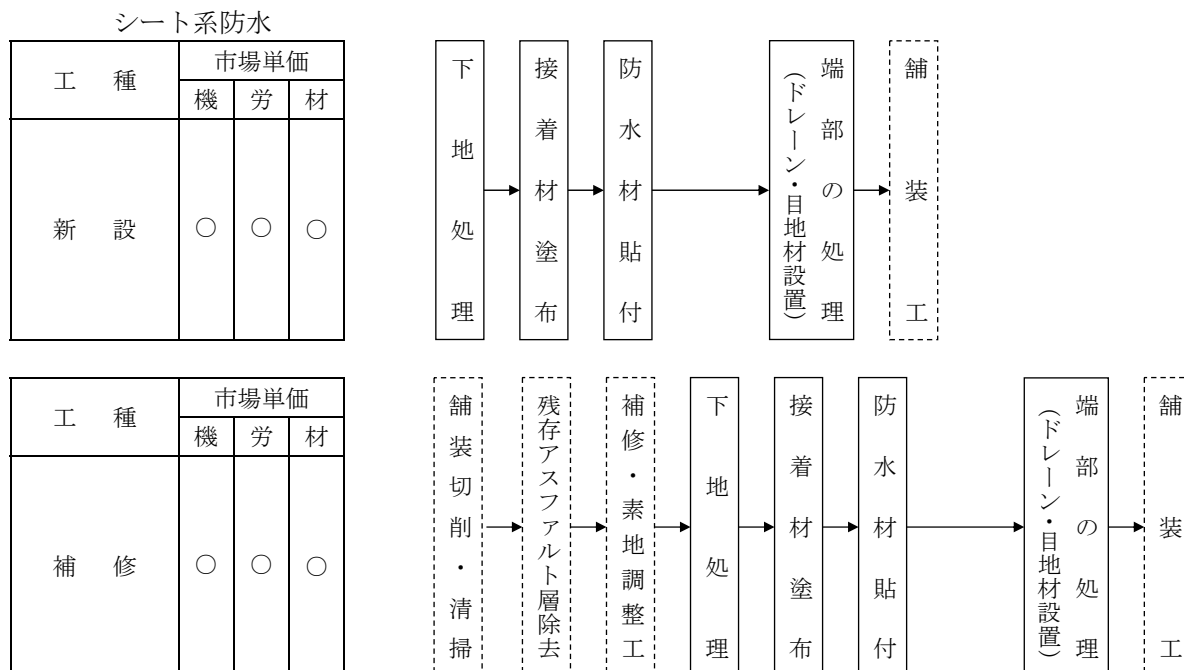 シート系防水
工　種
市場単価
機 労 材
新　設
○ ○ ○
下地処理
接着材塗布
防水材貼付
端部の処理
（ドレーン・目地材設置）
舗装工
工　種
市場単価
機 労 材
補　修
○ ○ ○
舗装切削・清掃
残存アスファルト層除去
補修・素地調整工
下地処理
接着材塗布
防水材貼付
端部の処理
（ドレーン・目地材設置）
舗装工